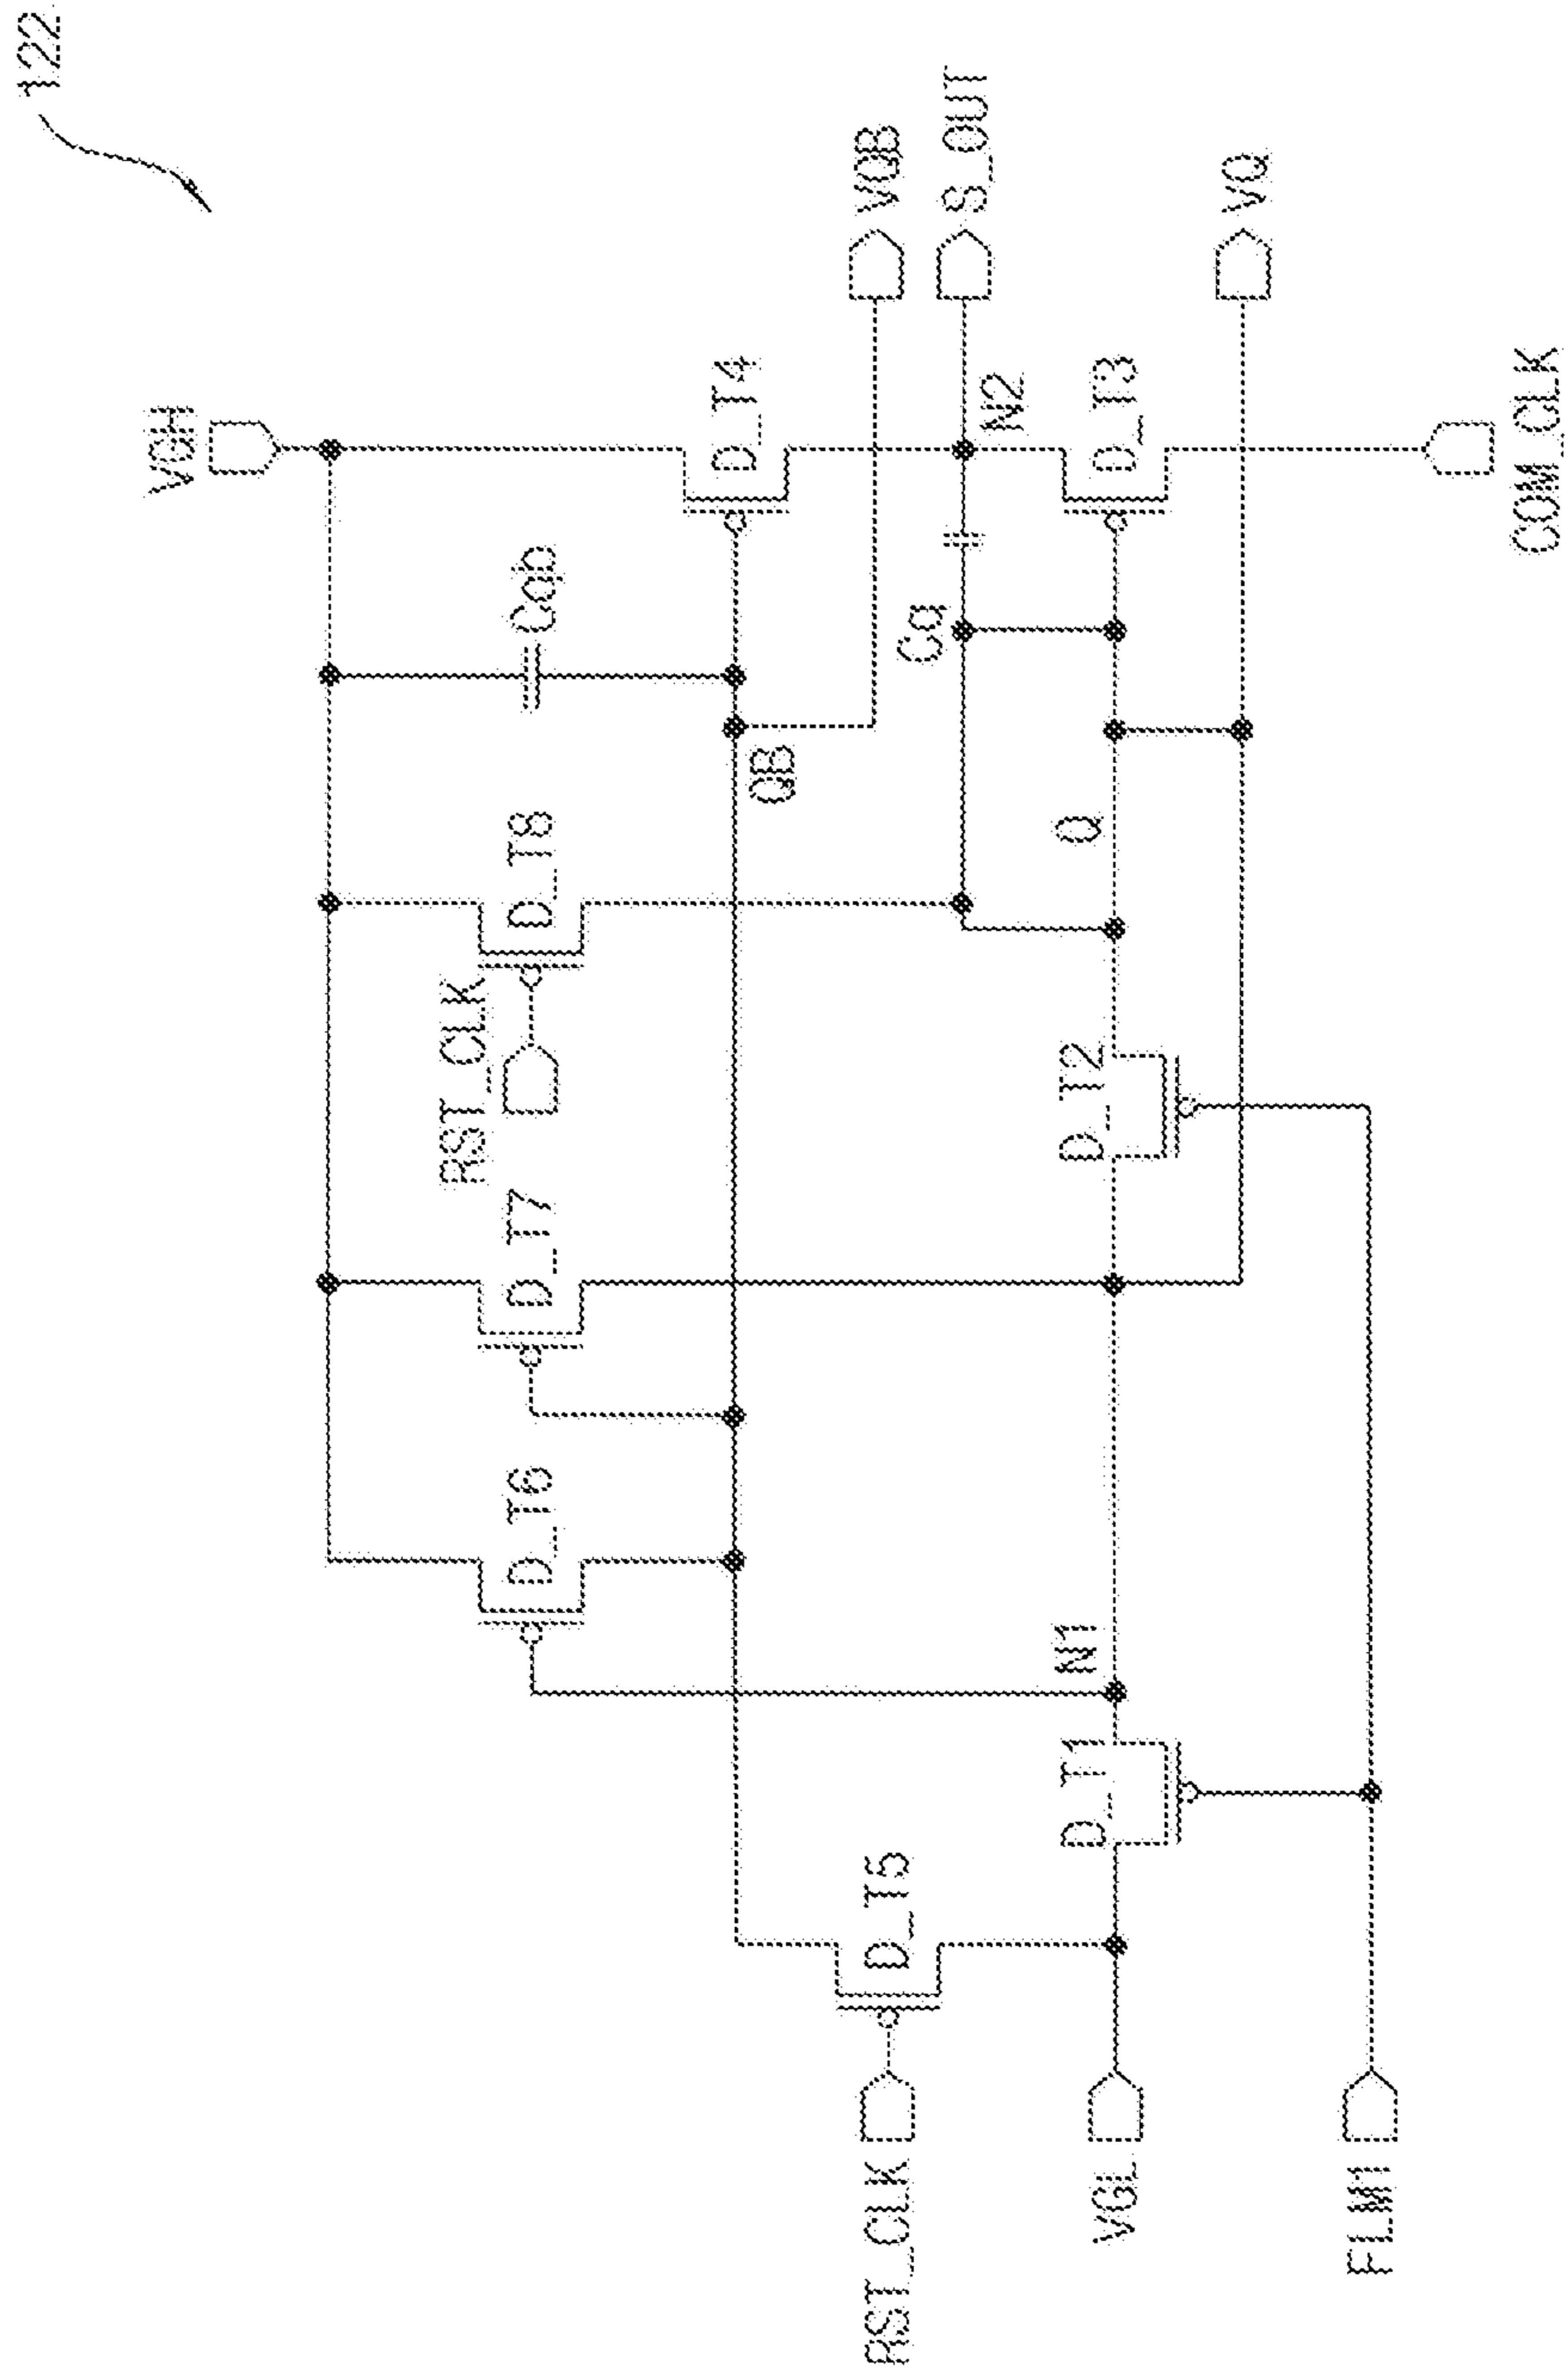 122
VGH
Cqb
D_T4
D_T8
RST_CLK
D_T7
D_T6
QB
VQB
S_OUT
N2
Cq
D_T3
Q
VQ
D_T2
N1
D_T1
D_T5
RST_CLK
VGL
FLM1
COM_CLK